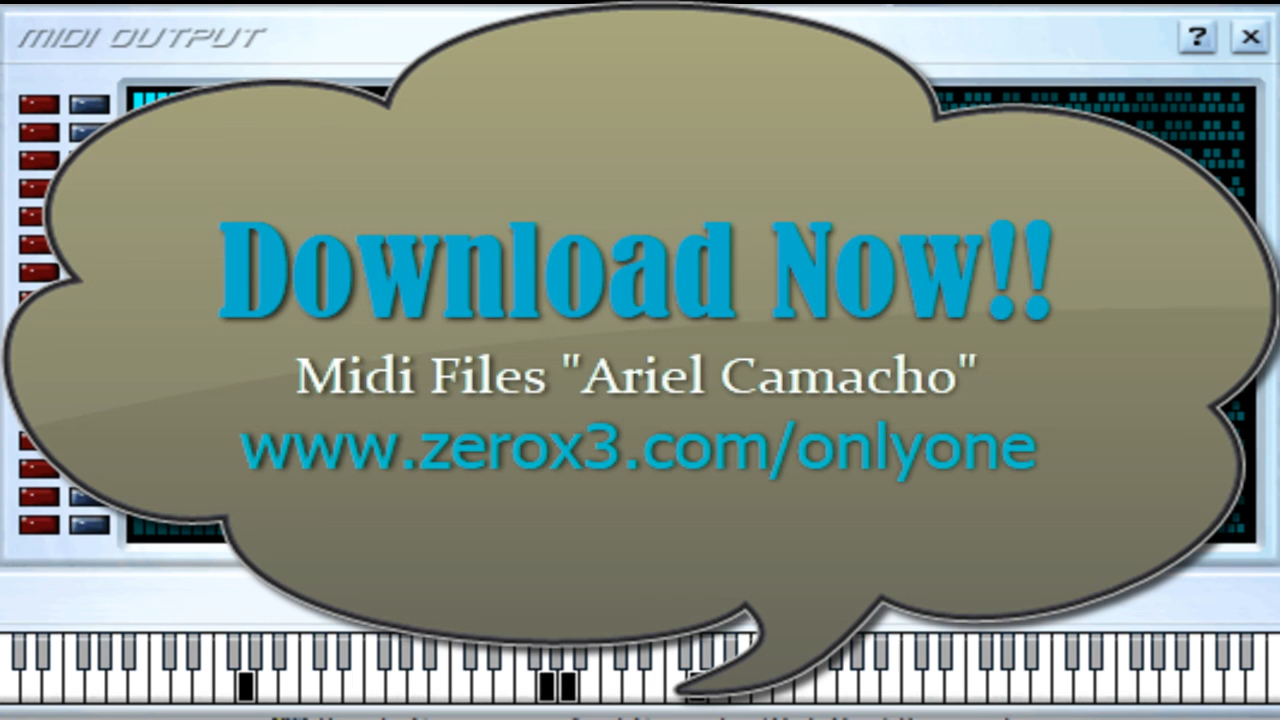 MIDI OUTPUT
? ×
Download Now!!
Midi Files "Ariel Camacho"
www.zerox3.com/onlyone